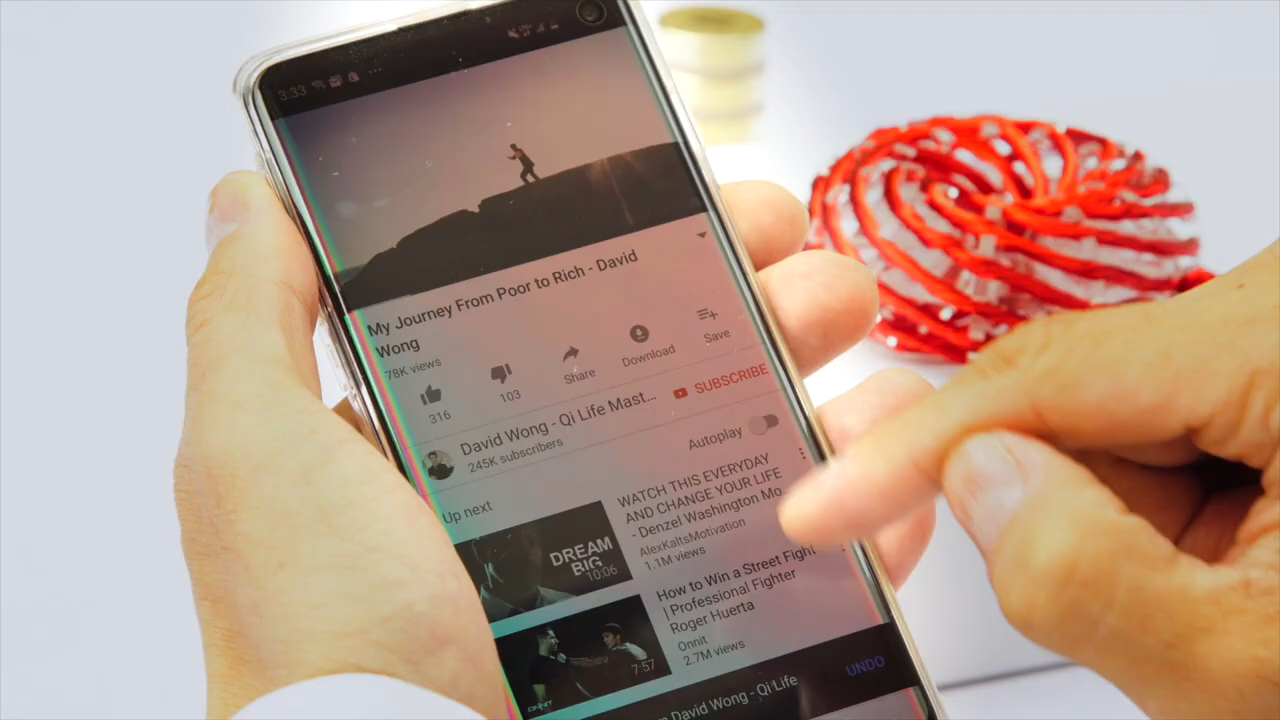 3:33
My Journey From Poor to Rich - David
Wong
78K views
316
103
Share
Download
Save
David Wong - Qi Life Mast...
245K subscribers
SUBSCRIBE
Autoplay
Up next
DREAM
BIG
10:06
WATCH THIS EVERYDAY
AND CHANGE YOUR LIFE
- Denzel Washington Mo
AlexKaltsMotivation
1.1M views
ONNIT
7:57
How to Win a Street Fight
| Professional Fighter
Roger Huerta
Onnit
2.7M views
David Wong - Qi Life
UNDO